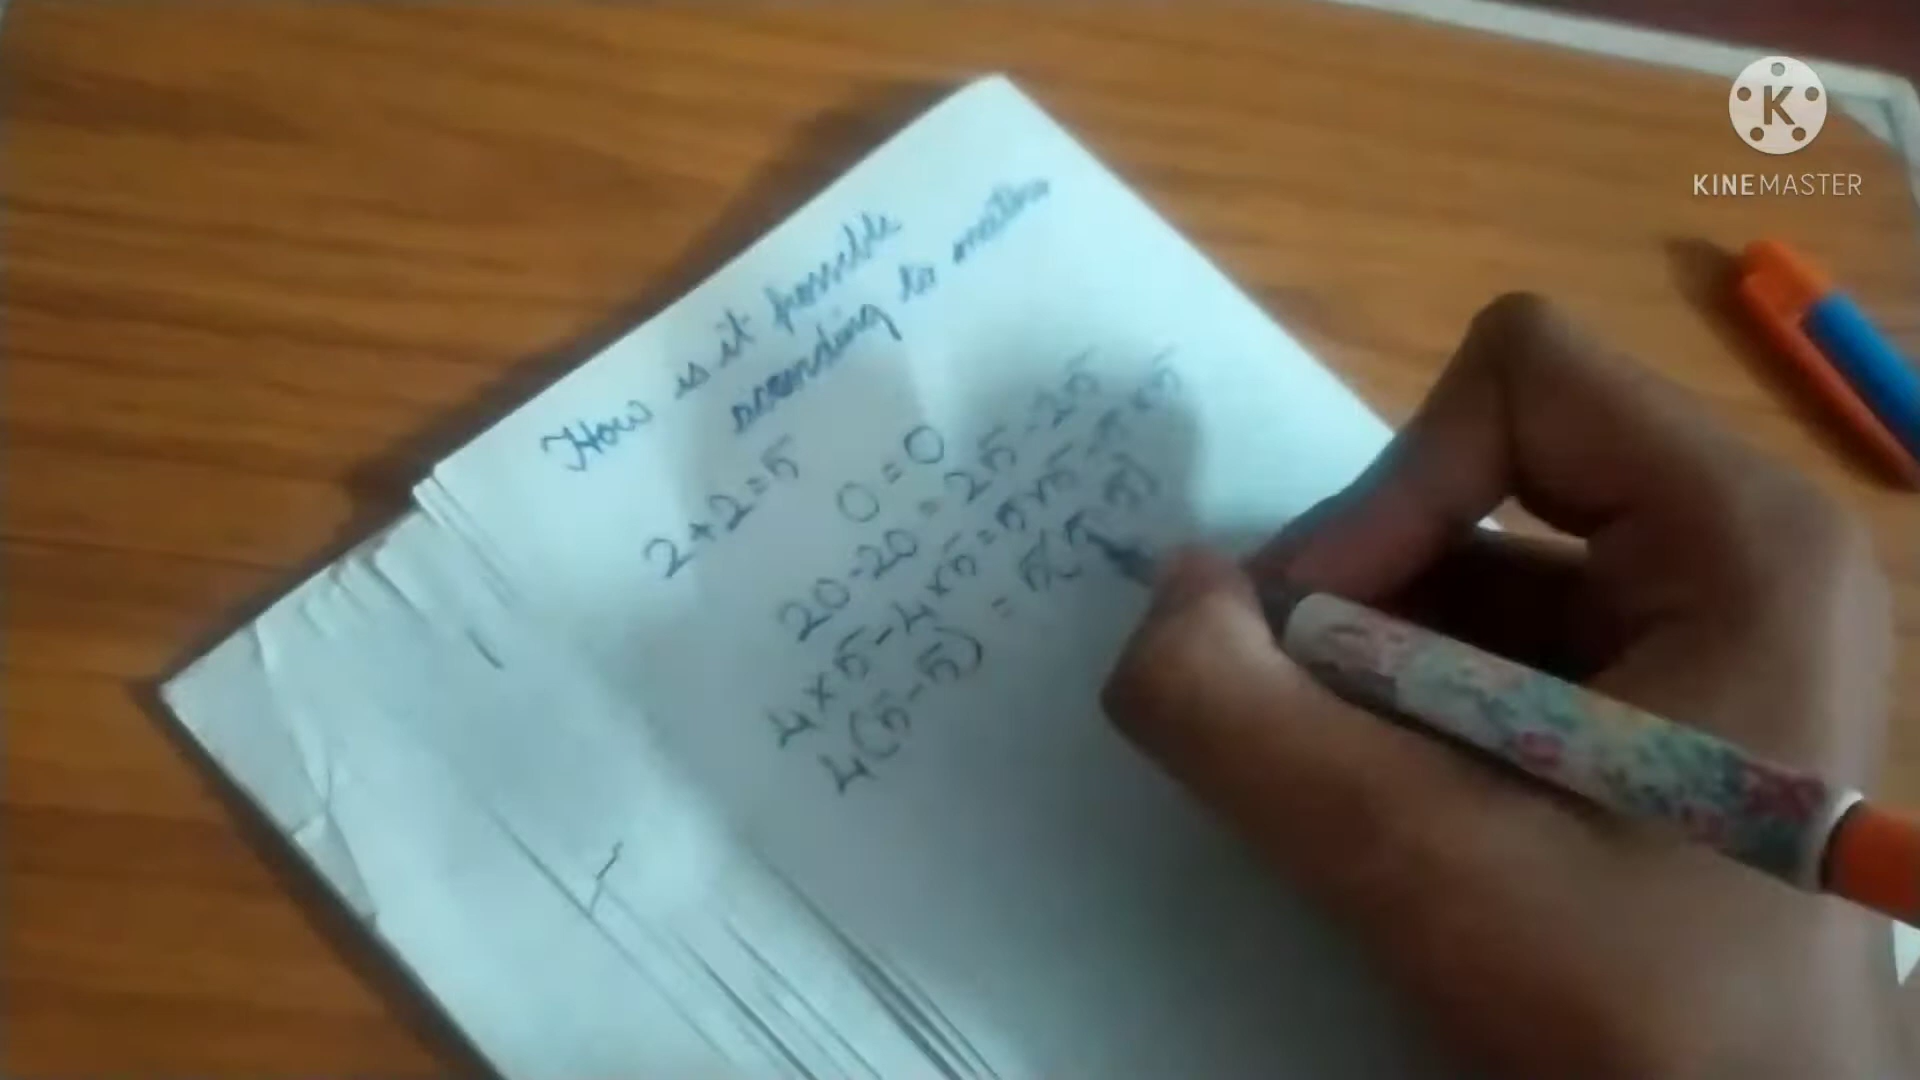 How is it possible
according to maths
2+2=5
0=0
20-20=25-25
4×5-4×5=5×5-5×5
4(5-5)=5(5-5)
K
KINEMASTER